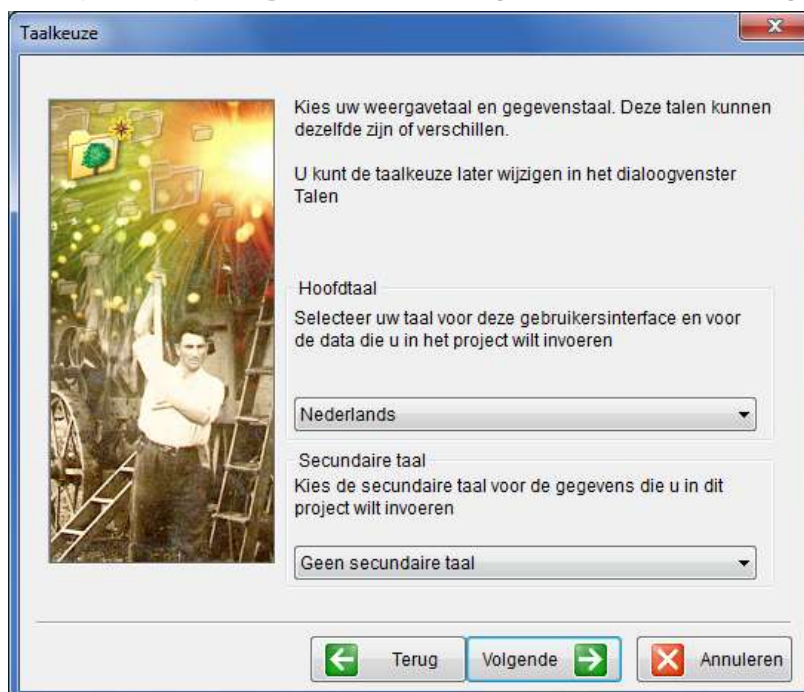 Taalkeuze
Kies uw weergavetaal en gegevenstaal. Deze talen kunnen
dezelfde zijn of verschillen.
U kunt de taalkeuze later wijzigen in het dialoogvenster
Talen
Hoofdtaal
Selecteer uw taal voor deze gebruikersinterface en voor
de data die u in het project wilt invoeren
Nederlands
Secundaire taal
Kies de secundaire taal voor de gegevens die u in dit
project wilt invoeren
Geen secundaire taal
Terug Volgende Annuleren